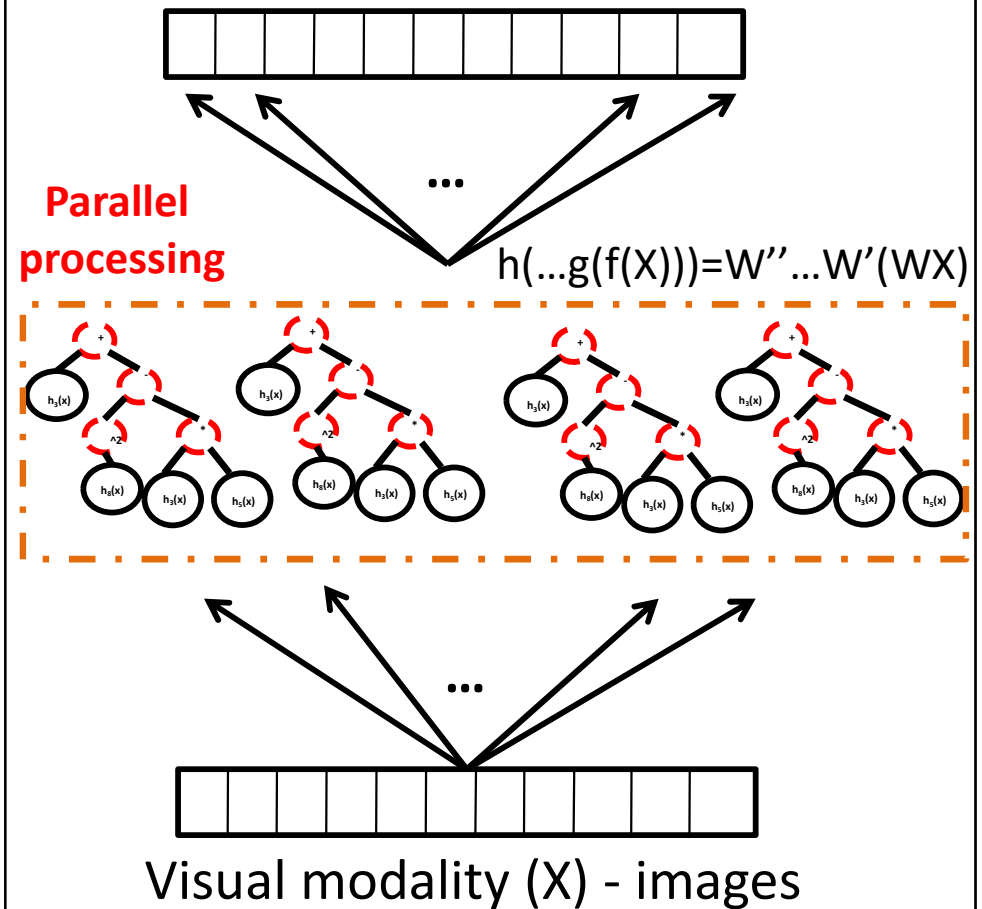 ...
Parallel
processing
h(...g(f(X)))=W''...W'(WX)
+ + + +
- - - -
h₃(x) h₃(x) h₃(x) h₃(x)
^2 * ^2 * ^2 * ^2 *
h₈(x) h₃(x) h₅(x) h₈(x) h₃(x) h₅(x) h₈(x) h₃(x) h₅(x) h₈(x) h₃(x) h₅(x)
...
Visual modality (X) - images